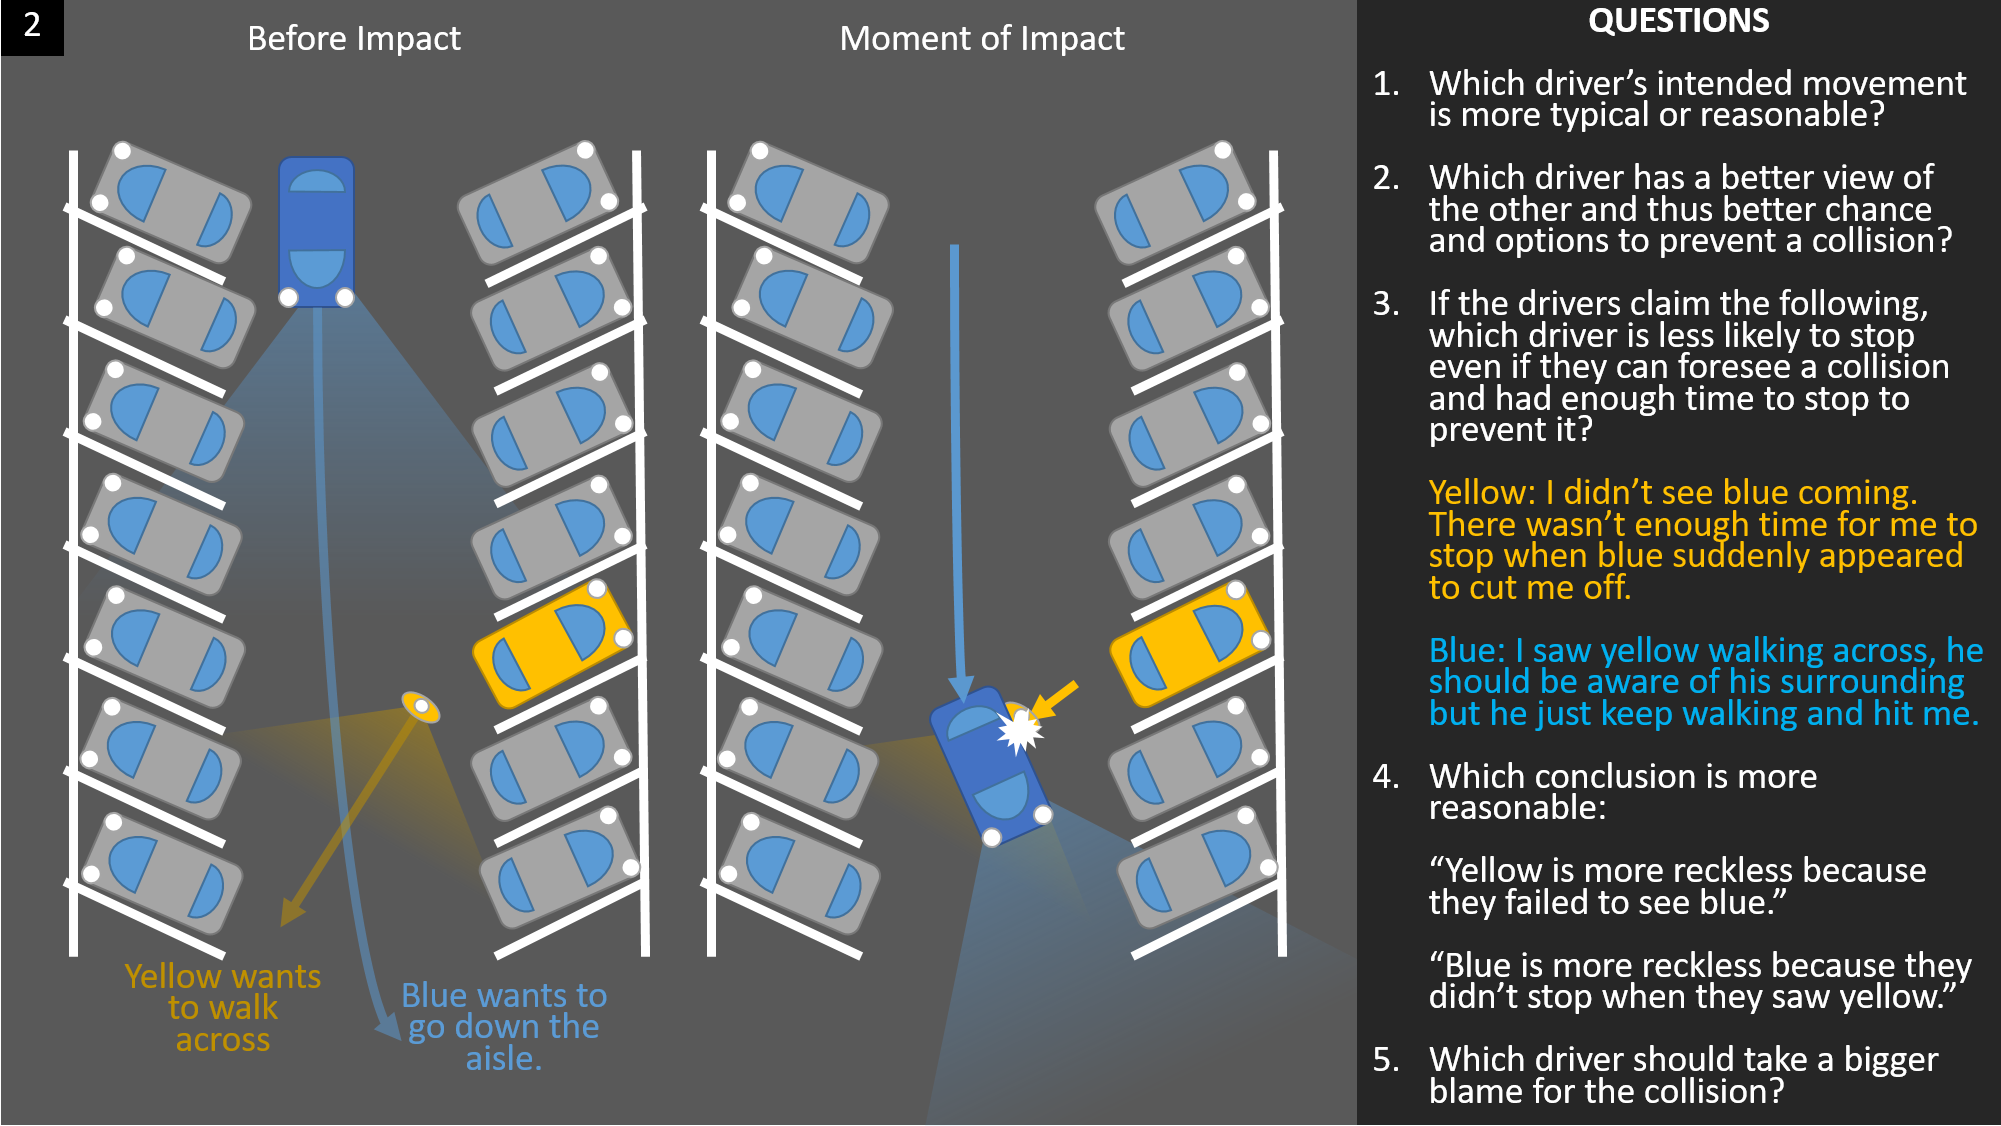 2
Before Impact
Moment of Impact
Yellow wants
to walk
across
Blue wants to
go down the
aisle.
QUESTIONS
1. Which driver’s intended movement
is more typical or reasonable?
2. Which driver has a better view of
the other and thus better chance
and options to prevent a collision?
3. If the drivers claim the following,
which driver is less likely to stop
even if they can foresee a collision
and had enough time to stop to
prevent it?
Yellow: I didn’t see blue coming.
There wasn’t enough time for me to
stop when blue suddenly appeared
to cut me off.
Blue: I saw yellow walking across, he
should be aware of his surrounding
but he just keep walking and hit me.
4. Which conclusion is more
reasonable:
“Yellow is more reckless because
they failed to see blue.”
“Blue is more reckless because they
didn’t stop when they saw yellow.”
5. Which driver should take a bigger
blame for the collision?